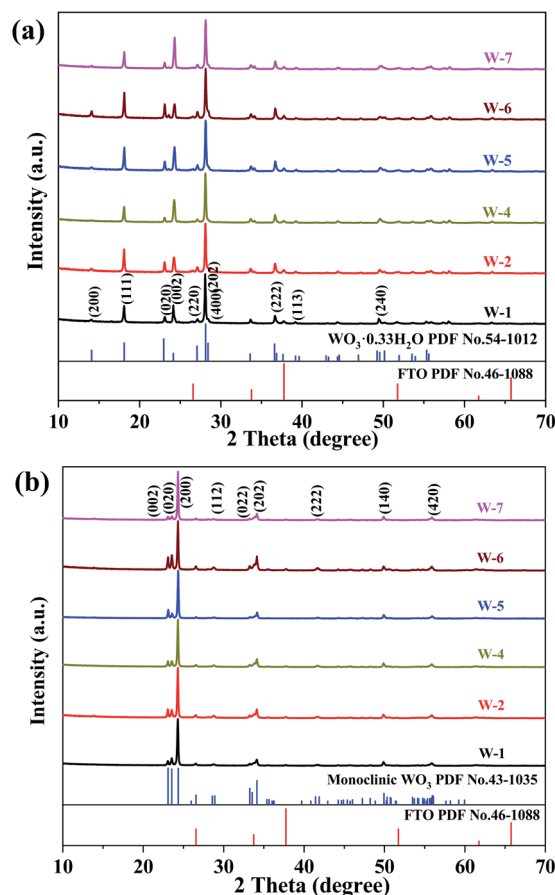 (a)
W-7
W-6
W-5
W-4
W-2
W-1
(200)
(111)
(020)
(002)
(220)
(400)
(202)
(222)
(113)
(240)
WO₃·0.33H₂O PDF No.54-1012
FTO PDF No.46-1088
Intensity (a.u.)
10 20 30 40 50 60 70
2 Theta (degree)
(b)
(002)
(020)
(200)
(112)
(022)
(202)
(222)
(140)
(420)
W-7
W-6
W-5
W-4
W-2
W-1
Monoclinic WO₃ PDF No.43-1035
FTO PDF No.46-1088
Intensity (a.u.)
10 20 30 40 50 60 70
2 Theta (degree)